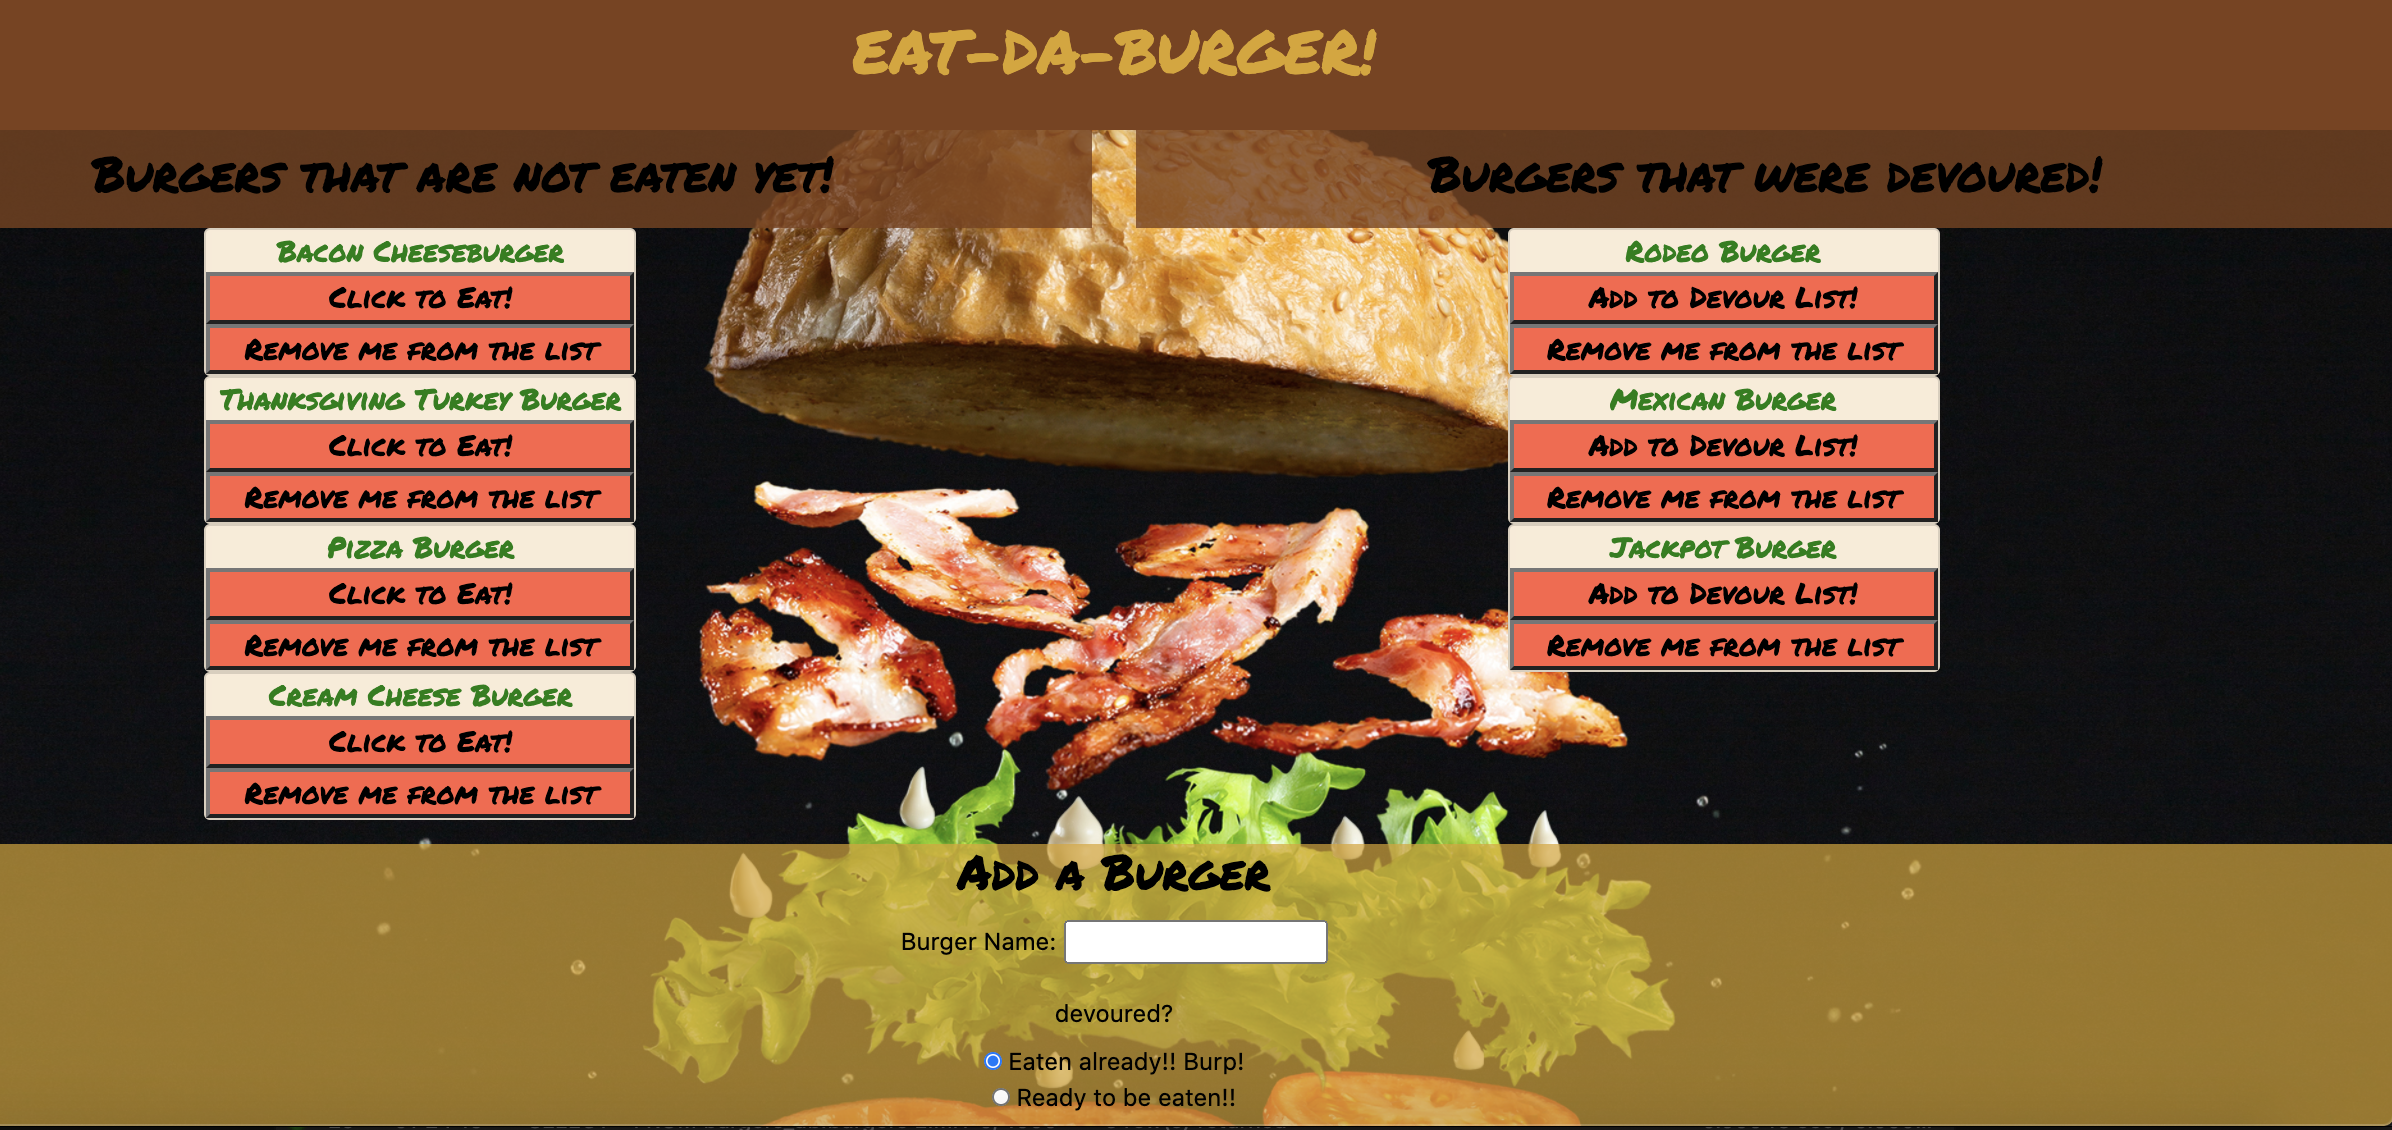 EAT-DA-BURGER!
Burgers that are not eaten yet!
Bacon Cheeseburger
Click to Eat!
Remove me from the list
Thanksgiving Turkey Burger
Click to Eat!
Remove me from the list
Pizza Burger
Click to Eat!
Remove me from the list
Cream Cheese Burger
Click to Eat!
Remove me from the list
Burgers that were devoured!
Rodeo Burger
Add to Devour List!
Remove me from the list
Mexican Burger
Add to Devour List!
Remove me from the list
Jackpot Burger
Add to Devour List!
Remove me from the list
Add a Burger
Burger Name:
devoured?
Eaten already!! Burp!
Ready to be eaten!!